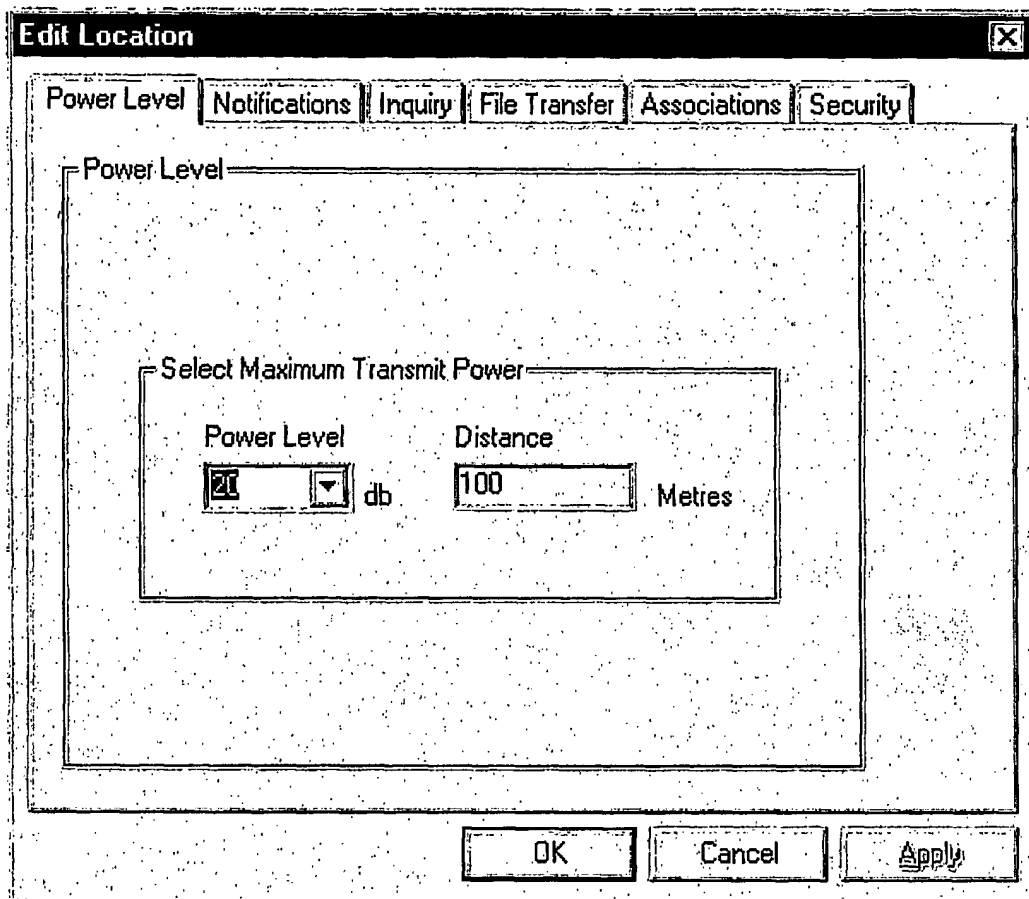 Edit Location
Power Level Notifications Inquiry File Transfer Associations Security
Power Level
Select Maximum Transmit Power
Power Level Distance
20 db 100 Metres
OK Cancel Apply